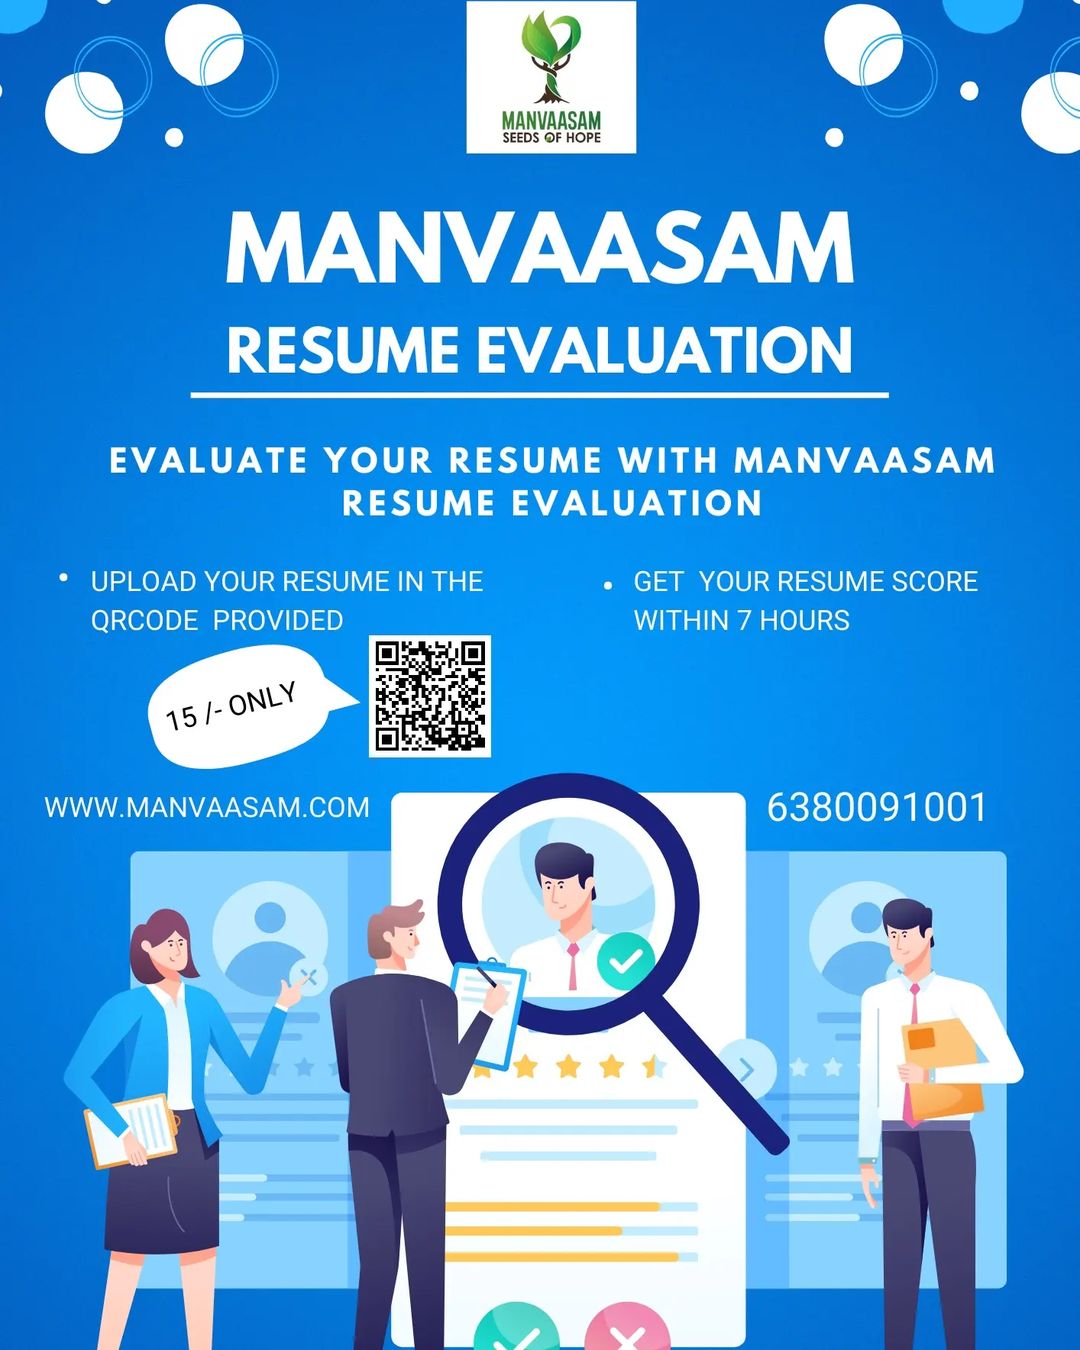 MANVAASAM
SEEDS OF HOPE
MANVAASAM
RESUME EVALUATION
EVALUATE YOUR RESUME WITH MANVAASAM
RESUME EVALUATION
• UPLOAD YOUR RESUME IN THE
QRCODE PROVIDED
15 /- ONLY
• GET YOUR RESUME SCORE
WITHIN 7 HOURS
WWW.MANVAASAM.COM
6380091001